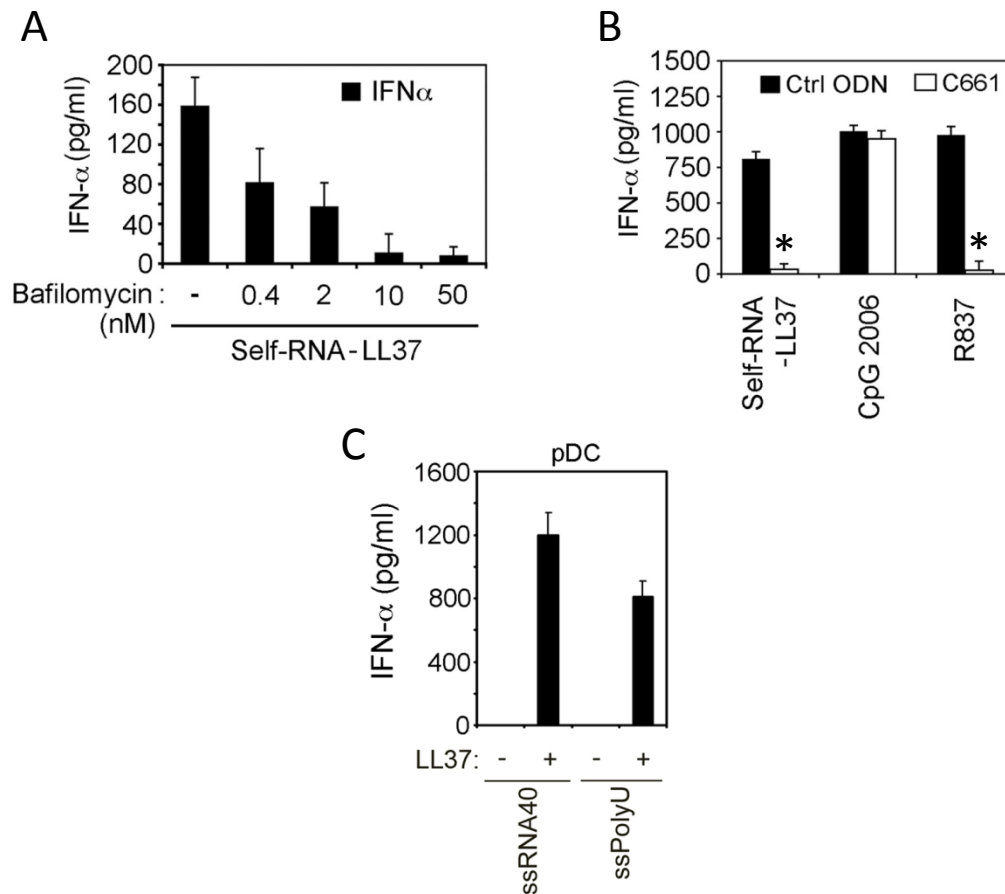 A
IFN-α (pg/ml)
200
160
120
80
40
0
IFNα
Bafilomycin : - 0.4 2 10 50
(nM)
Self-RNA-LL37
B
IFN-α (pg/ml)
1500
1250
1000
750
500
250
0
Ctrl ODN C661
*
*
Self-RNA
-LL37
CpG 2006
R837
C
pDC
IFN-α (pg/ml)
1600
1200
800
400
0
LL37: - + - +
ssRNA40
ssPolyU